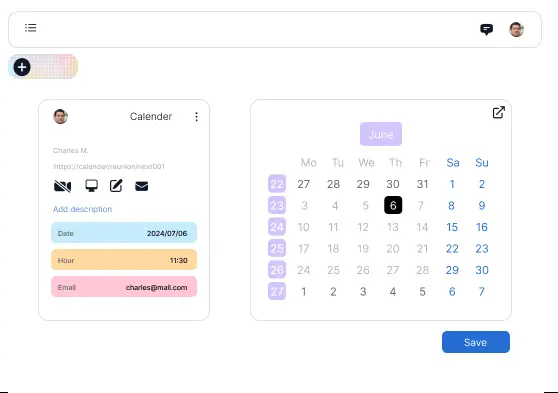 Calender
Charles M.
https://calender/reunion/next001
Add description
Date 2024/07/06
Hour 11:30
Email charles@mail.com
June
Mo Tu We Th Fr Sa Su
22 27 28 29 30 31 1 2
23 3 4 5 6 7 8 9
24 10 11 12 13 14 15 16
25 17 18 19 20 21 22 23
26 24 25 26 27 28 29 30
27 1 2 3 4 5 6 7
Save